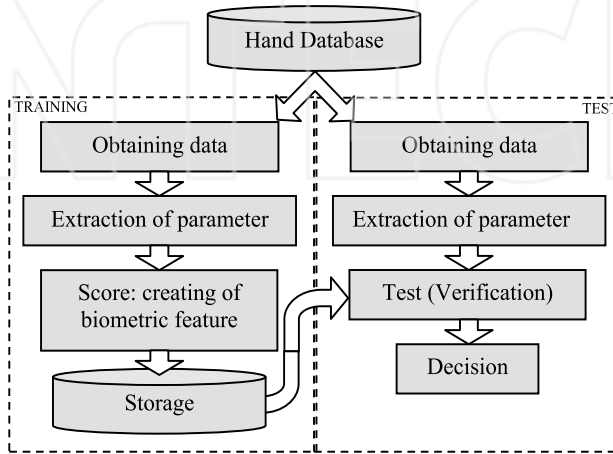 Hand Database
TRAINING
Obtaining data
Extraction of parameter
Score: creating of
biometric feature
Storage
TEST
Obtaining data
Extraction of parameter
Test (Verification)
Decision